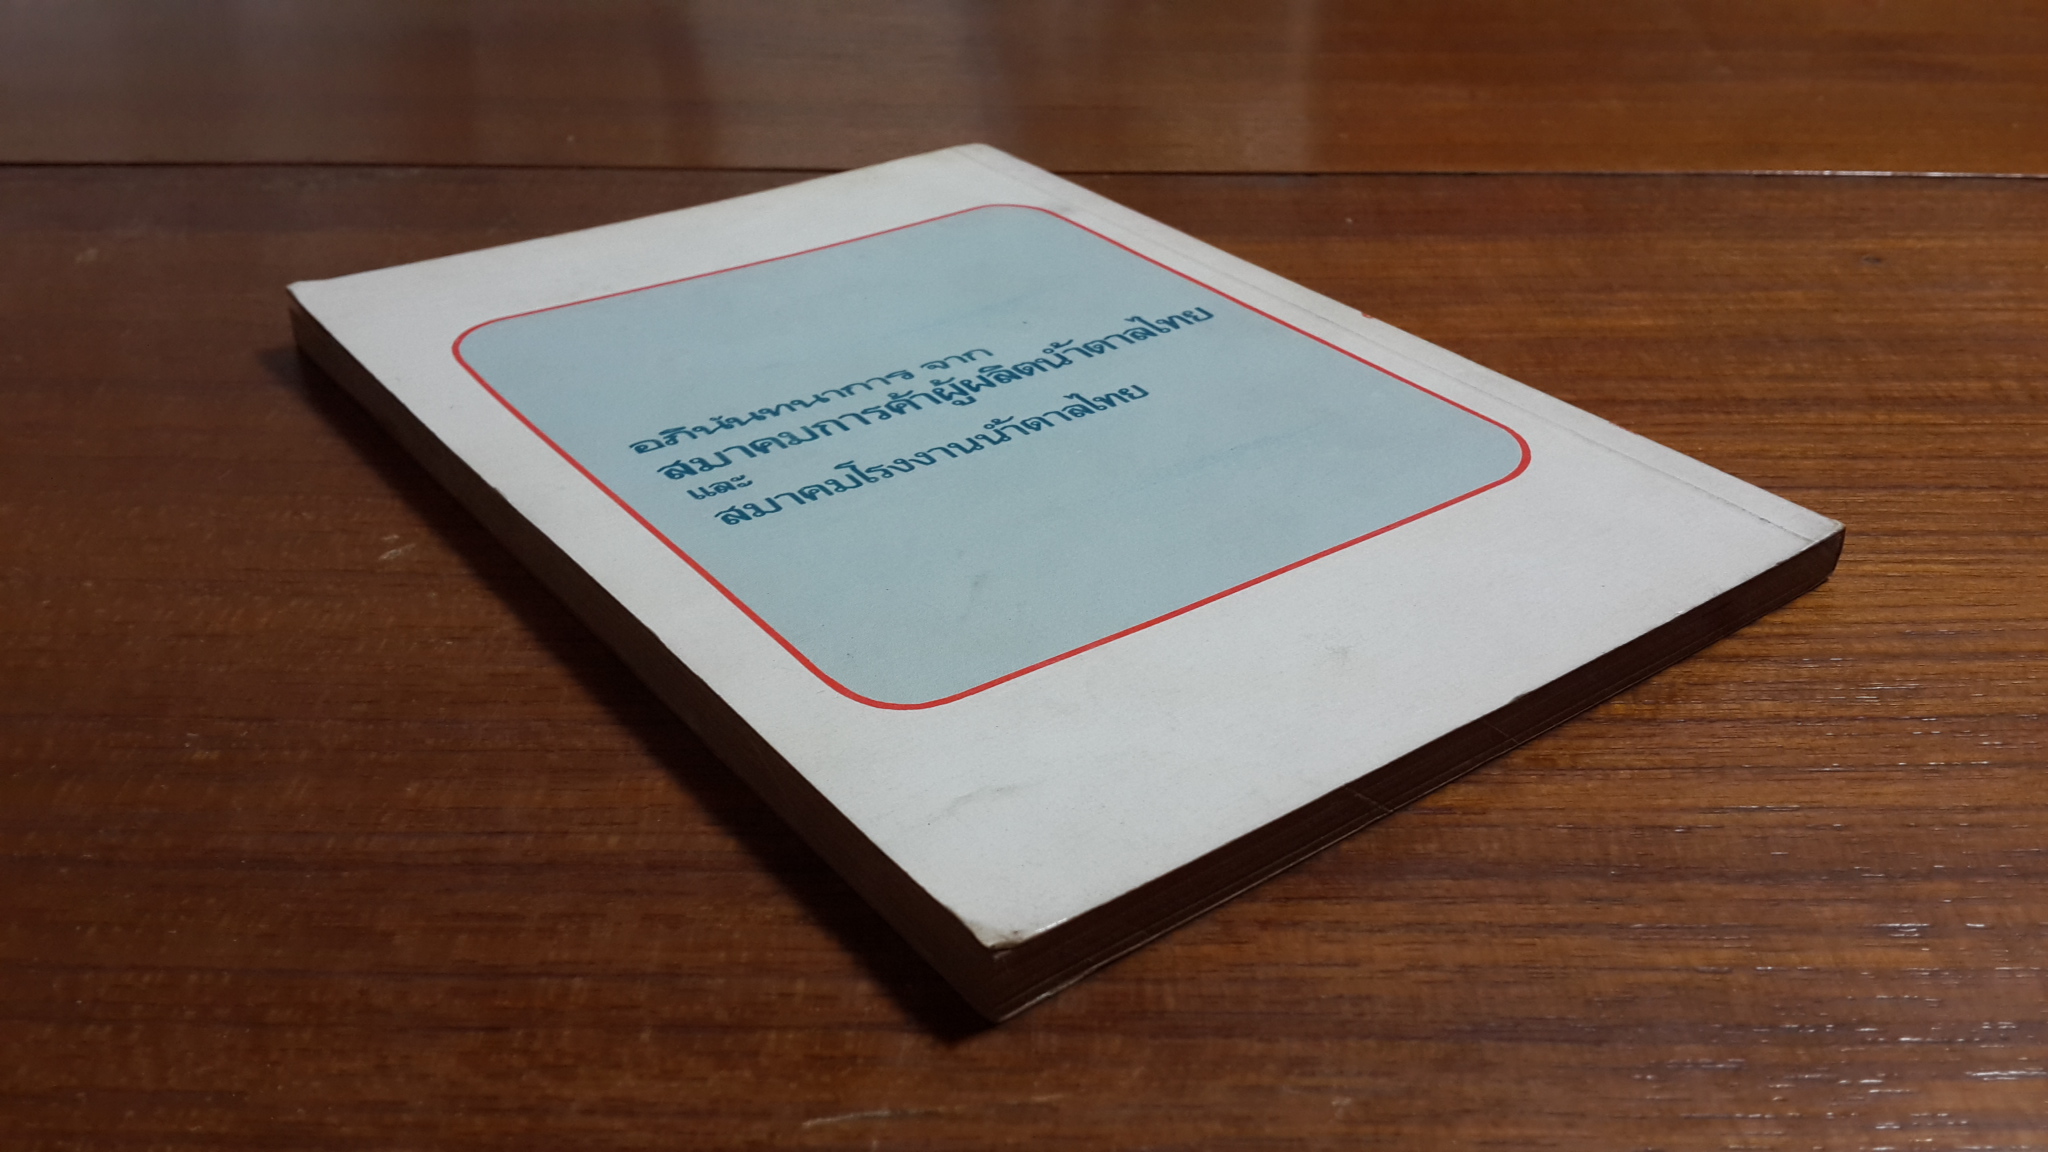 อภินันทนาการ จาก
สมาคมการค้าผู้ผลิตน้ำตาลไทย
และ
สมาคมโรงงานน้ำตาลไทย